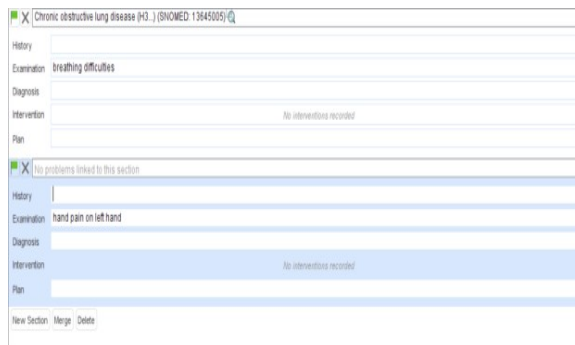 Chronic obstructive lung disease (H3...) (SNOMED: 13645005)
History
Examination breathing difficulties
Diagnosis
Intervention No interventions recorded
Plan
No problems linked to this section
History
Examination hand pain on left hand
Diagnosis
Intervention No interventions recorded
Plan
New Section Merge Delete